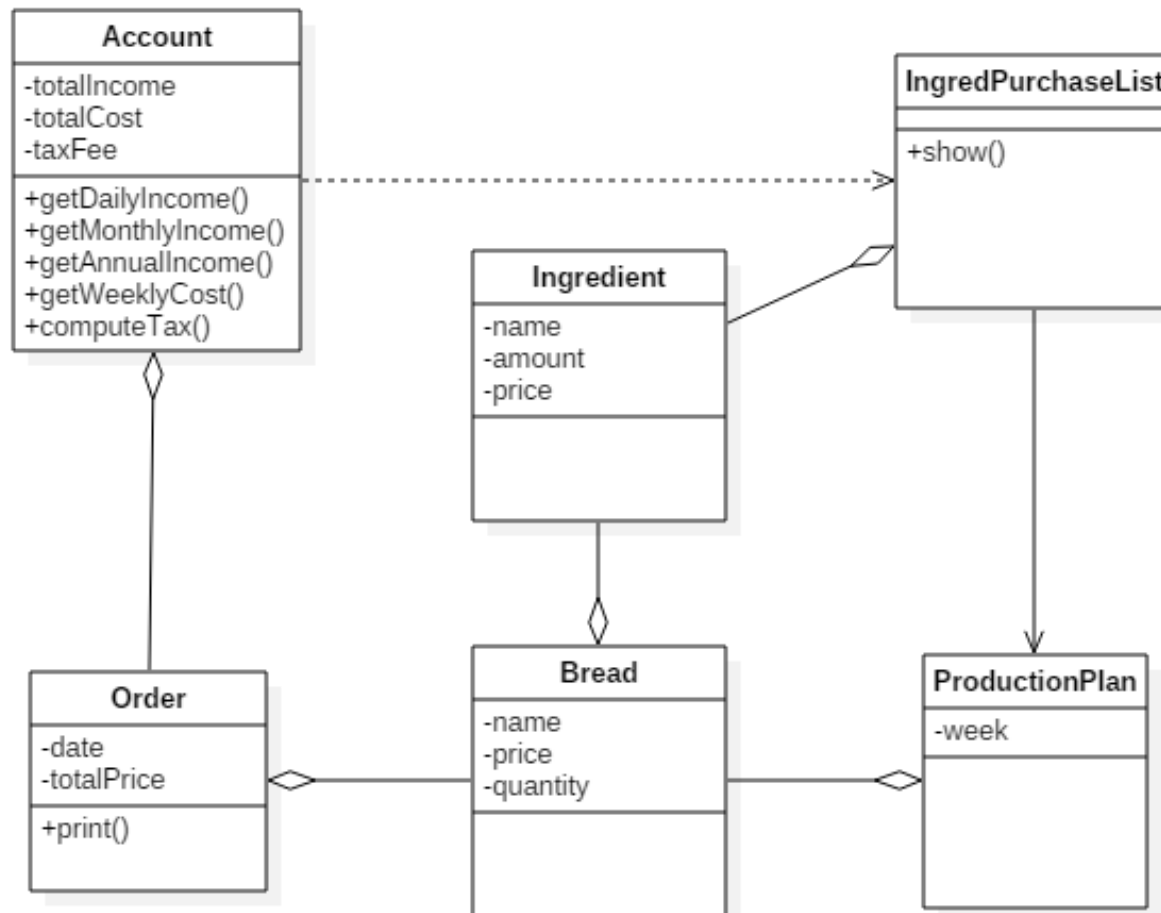 Account
-totalIncome
-totalCost
-taxFee
+getDailyIncome()
+getMonthlyIncome()
+getAnnualIncome()
+getWeeklyCost()
+computeTax()
IngredPurchaseList
+show()
Ingredient
-name
-amount
-price
Order
-date
-totalPrice
+print()
Bread
-name
-price
-quantity
ProductionPlan
-week